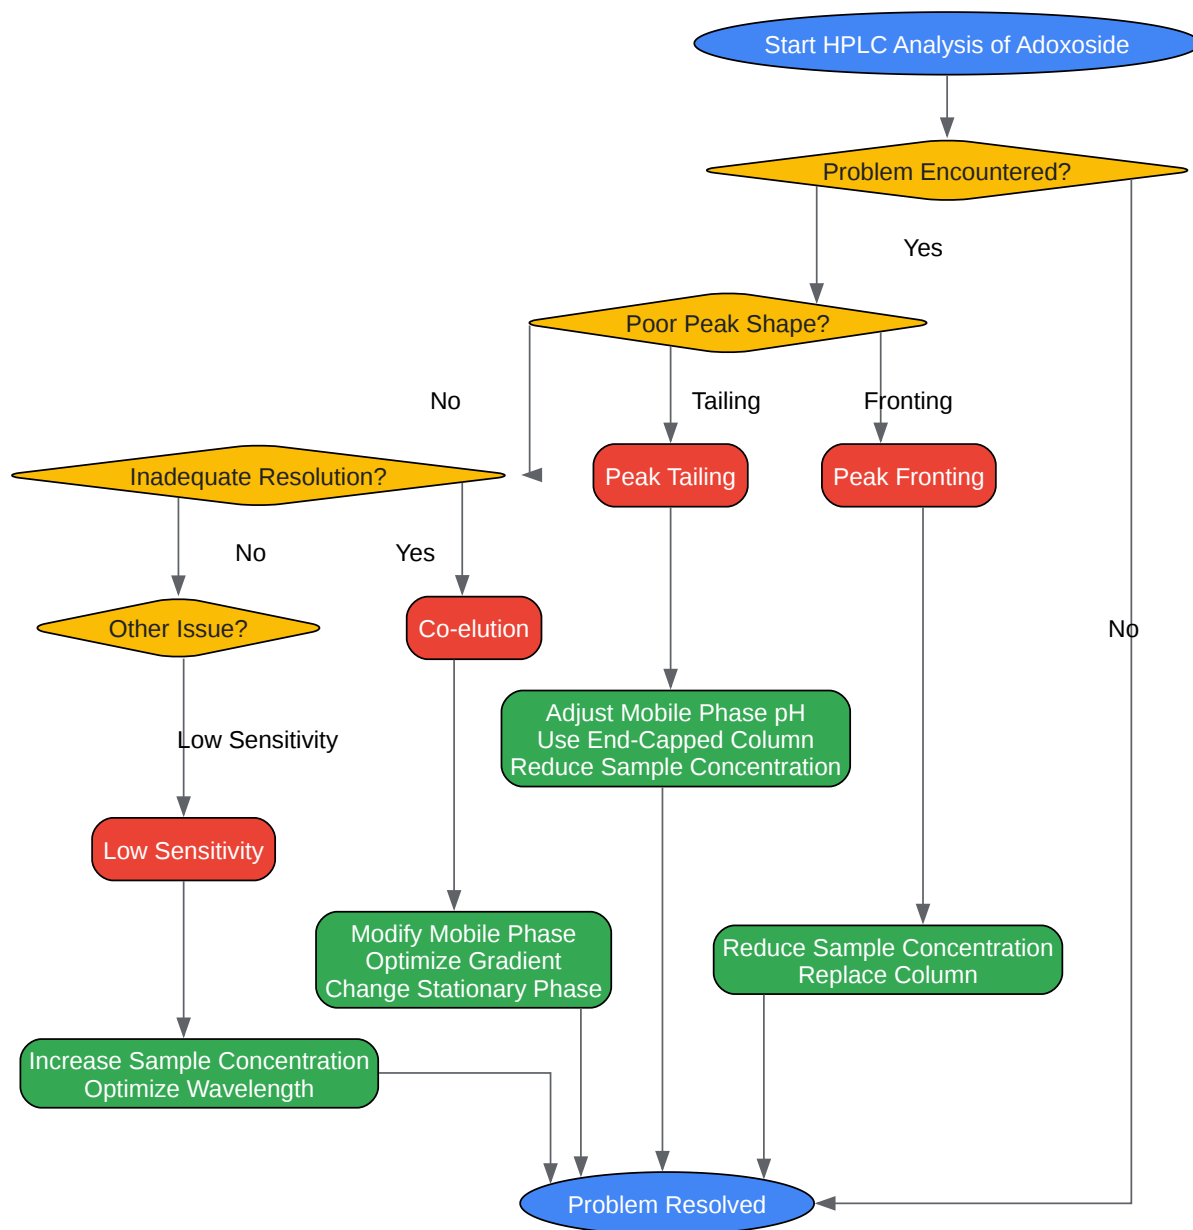 Start HPLC Analysis of Adoxoside
Problem Encountered?
Yes
Poor Peak Shape?
No
Tailing
Fronting
Inadequate Resolution?
Peak Tailing
Peak Fronting
No
Yes
Other Issue?
Co-elution
No
Low Sensitivity
Adjust Mobile Phase pH
Use End-Capped Column
Reduce Sample Concentration
Low Sensitivity
Modify Mobile Phase
Optimize Gradient
Change Stationary Phase
Reduce Sample Concentration
Replace Column
Increase Sample Concentration
Optimize Wavelength
Problem Resolved